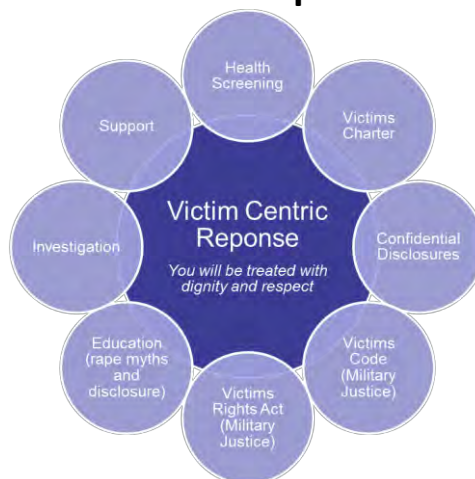 Health
Screening
Victims
Charter
Confidential
Disclosures
Victims
Code
(Military
Justice)
Victims
Rights Act
(Military
Justice)
Education
(rape myths
and
disclosure)
Investigation
Support
Victim Centric
Reponse
You will be treated with
dignity and respect